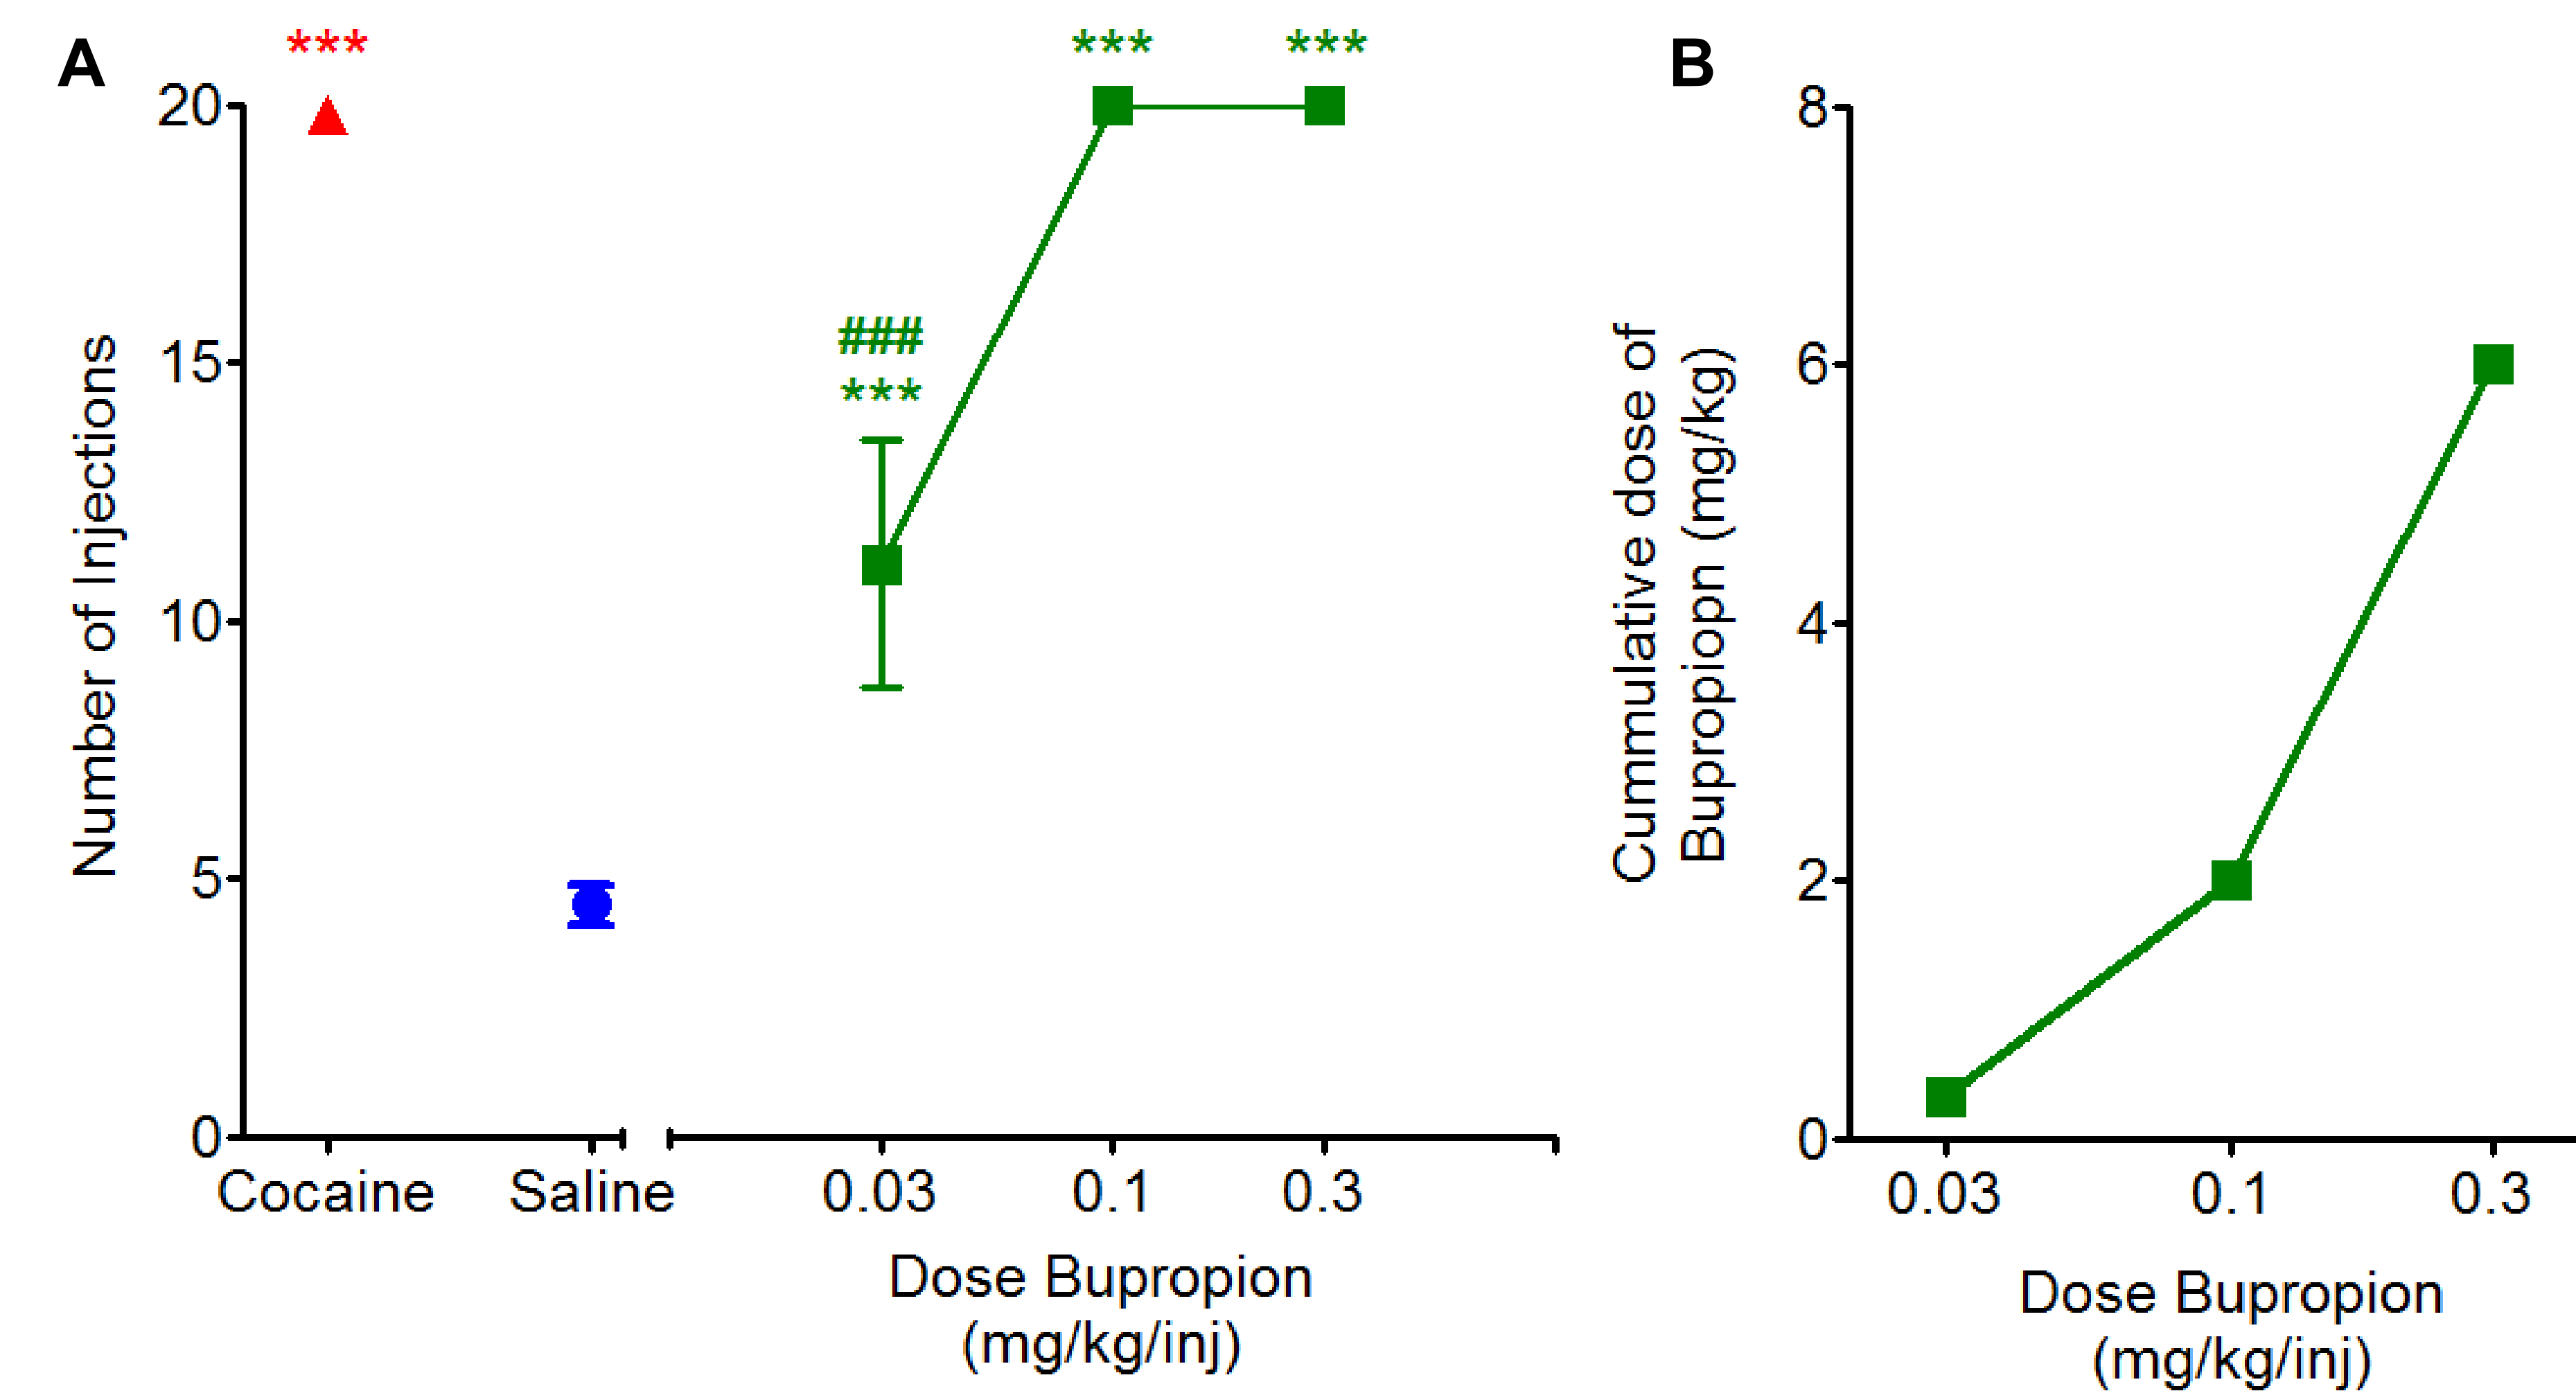 A
***
***
***
B
20
15
10
5
0
Number of Injections
###
***
Cocaine
Saline
0.03
0.1
0.3
Dose Bupropion
(mg/kg/inj)
8
6
4
2
0
Cummulative dose of
Bupropiopn (mg/kg)
0.03
0.1
0.3
Dose Bupropion
(mg/kg/inj)